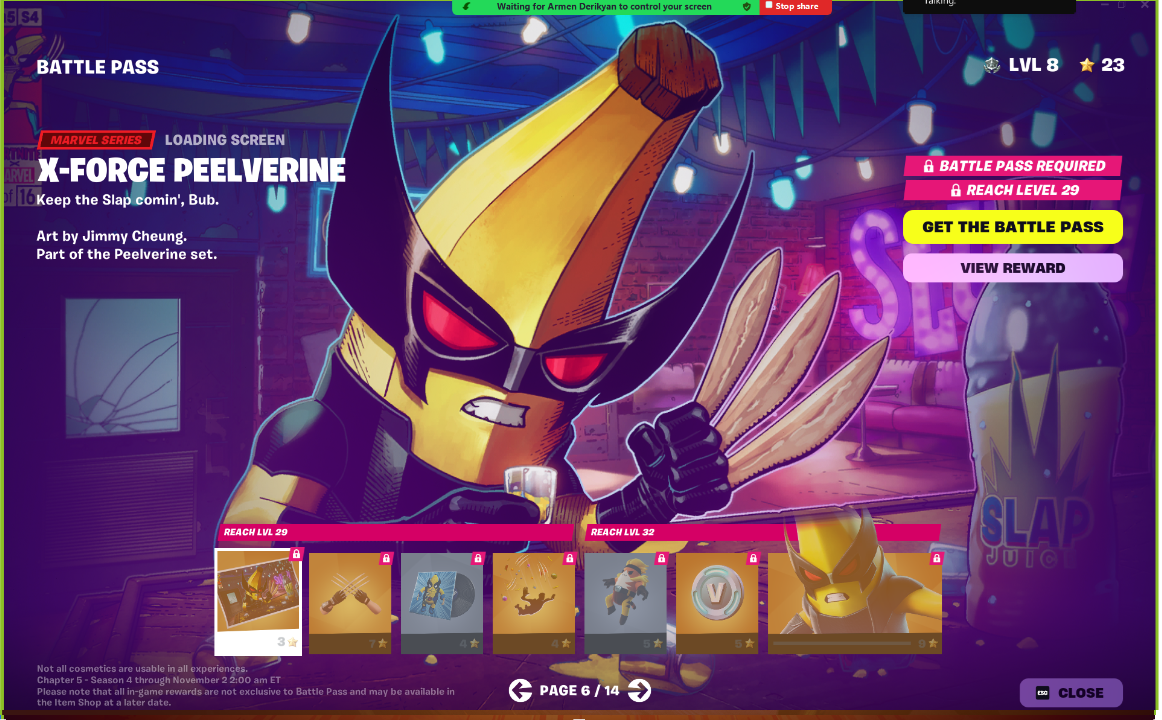 Waiting for Armen Derikyan to control your screen
Stop share
Talking:
S4
BATTLE PASS
LVL 8
23
MARVEL SERIES
LOADING SCREEN
X-FORCE PEELVERINE
Keep the Slap comin', Bub.
Art by Jimmy Cheung.
Part of the Peelverine set.
BATTLE PASS REQUIRED
REACH LEVEL 29
GET THE BATTLE PASS
VIEW REWARD
SLAP
JUICE
REACH LVL 29
REACH LVL 32
3
7
4
4
5
5
9
Not all cosmetics are usable in all experiences.
Chapter 5 - Season 4 through November 2 2:00 am ET
Please note that all in-game rewards are not exclusive to Battle Pass and may be available in
the Item Shop at a later date.
PAGE 6 / 14
ESC
CLOSE